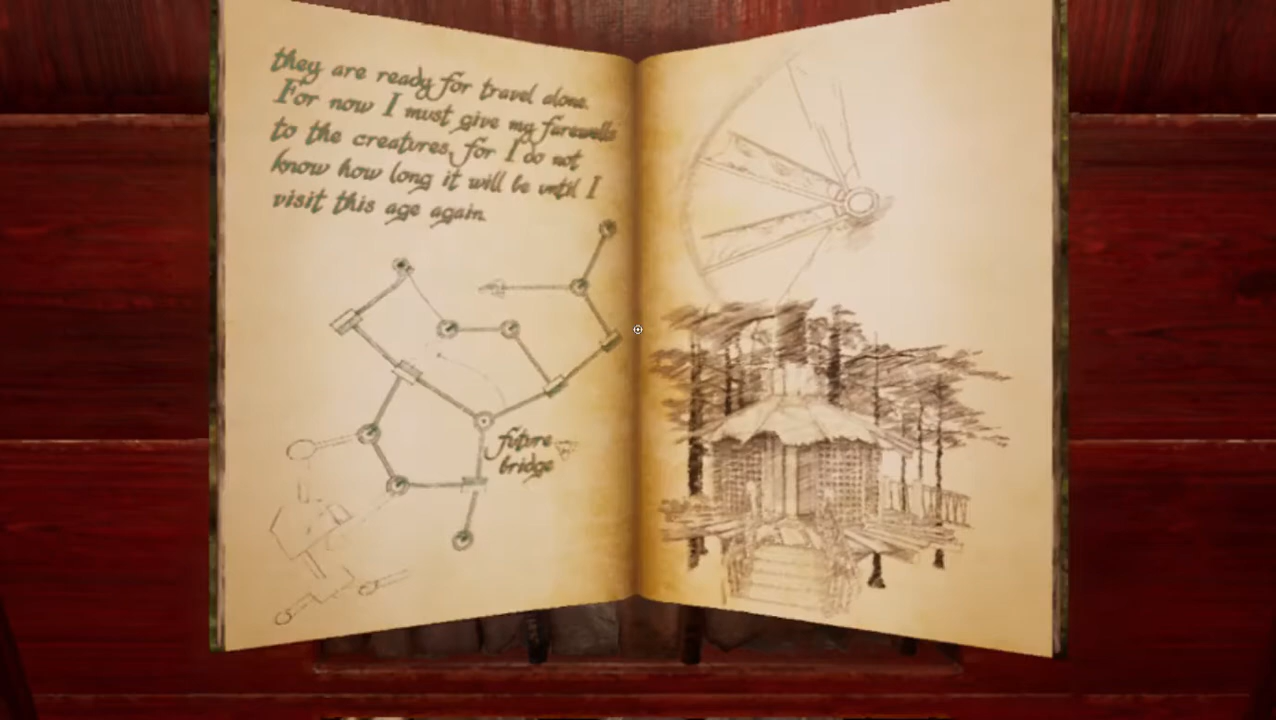 they are ready for travel alone.
For now I must give my farewells
to the creatures, for I do not
know how long it will be until I
visit this age again.
future
bridge